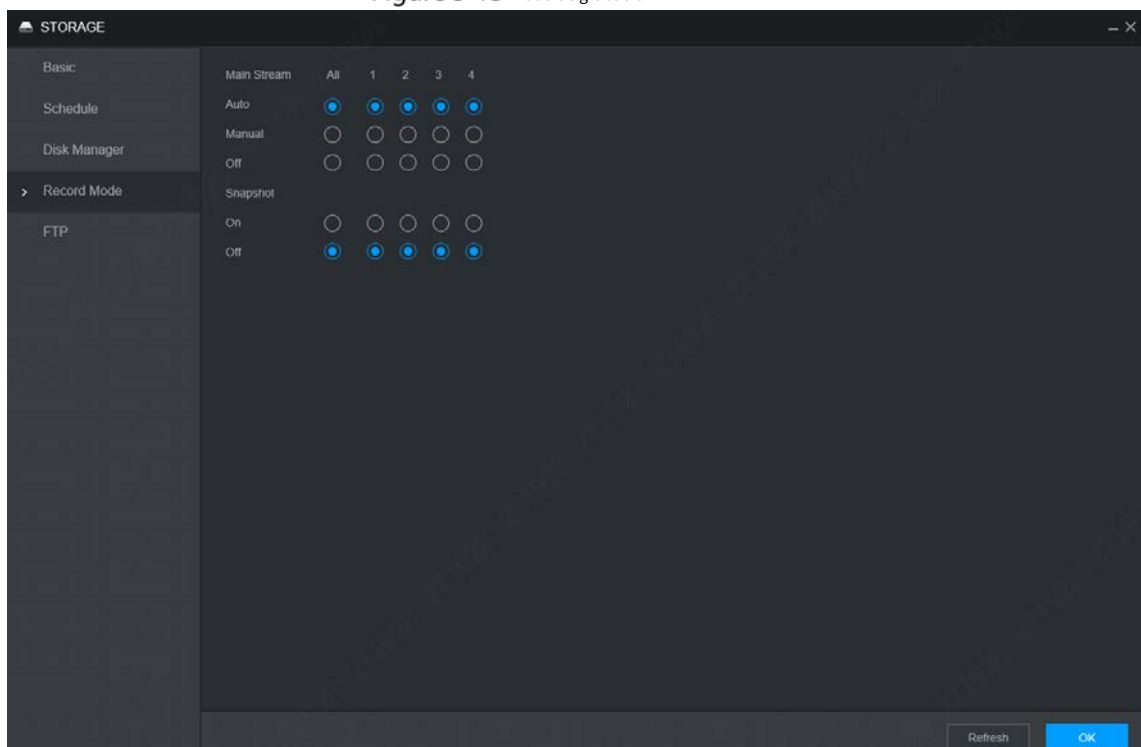 STORAGE
Basic
Schedule
Disk Manager
Record Mode
FTP
Main Stream All 1 2 3 4
Auto
Manual
Off
Snapshot
On
Off
Refresh OK